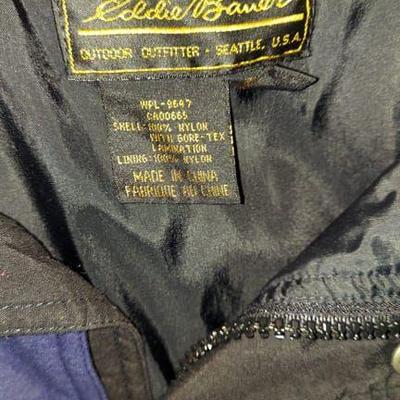 Eddie Bauer
OUTDOOR OUTFITTER - SEATTLE, U.S.A.
WPL-9647
CA00665
SHELL: 100% NYLON
WITH GORE-TEX
LAMINATION
LINING: 100% NYLON
MADE IN CHINA
FABRIQUE AU CHINE